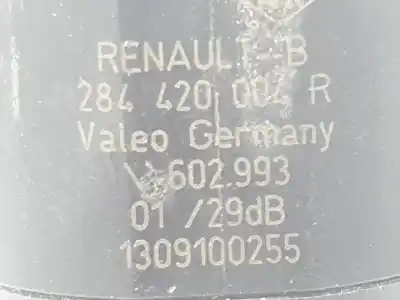 RENAULT-B
284 420 004 R
Valeo Germany
602.993
01 /29dB
1309100255